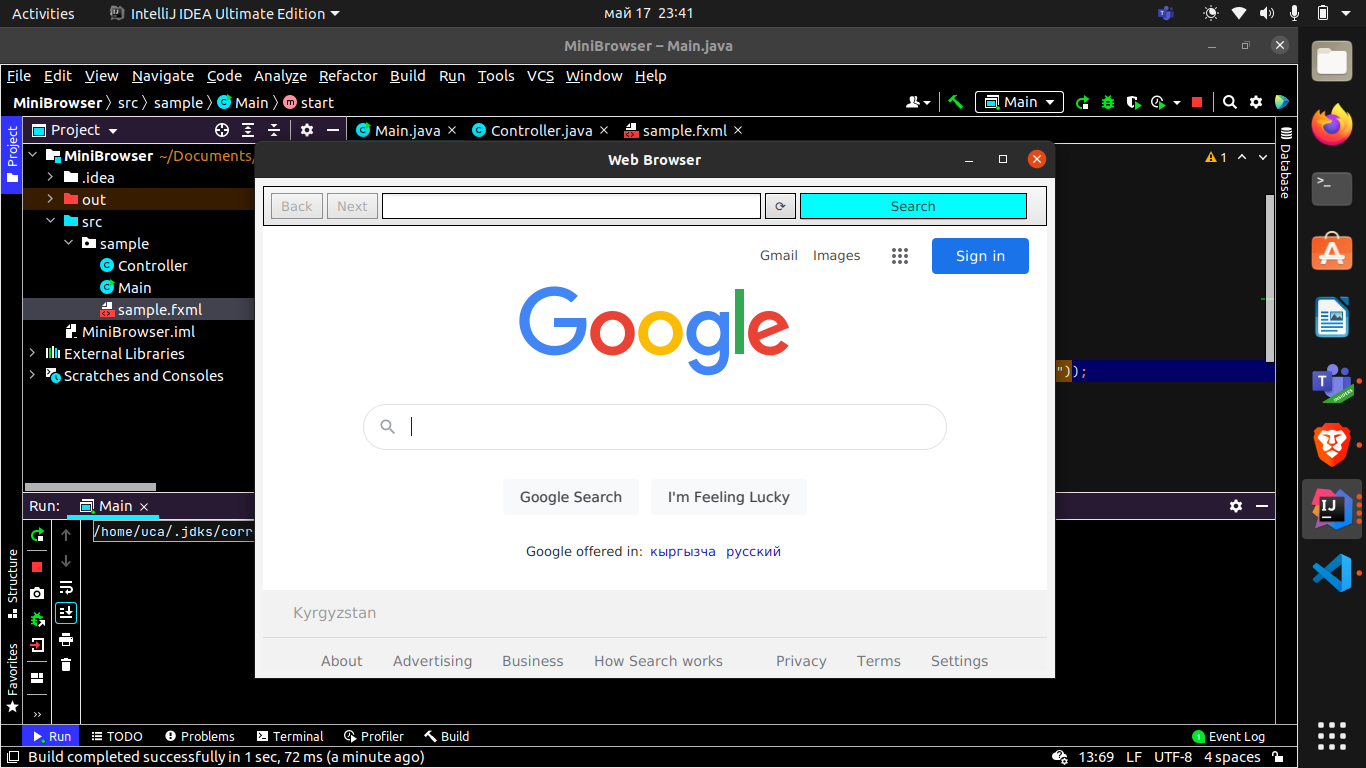 Activities IntelliJ IDEA Ultimate Edition май 17 23:41
MiniBrowser – Main.java
File Edit View Navigate Code Analyze Refactor Build Run Tools VCS Window Help
MiniBrowser src sample Main start Main
Project Main.java Controller.java sample.fxml
Project
Database
MiniBrowser ~/Documents/
1
.idea
out
src
sample
Controller
Main
sample.fxml
MiniBrowser.iml
External Libraries
Scratches and Consoles
");
Web Browser
Back Next Search
Gmail Images Sign in
Google
Google Search I'm Feeling Lucky
Google offered in: кыргызча русский
Kyrgyzstan
About Advertising Business How Search works Privacy Terms Settings
Run: Main
/home/uca/.jdks/corr
Structure
Favorites
Run TODO Problems Terminal Profiler Build 1 Event Log
Build completed successfully in 1 sec, 72 ms (a minute ago) 13:69 LF UTF-8 4 spaces